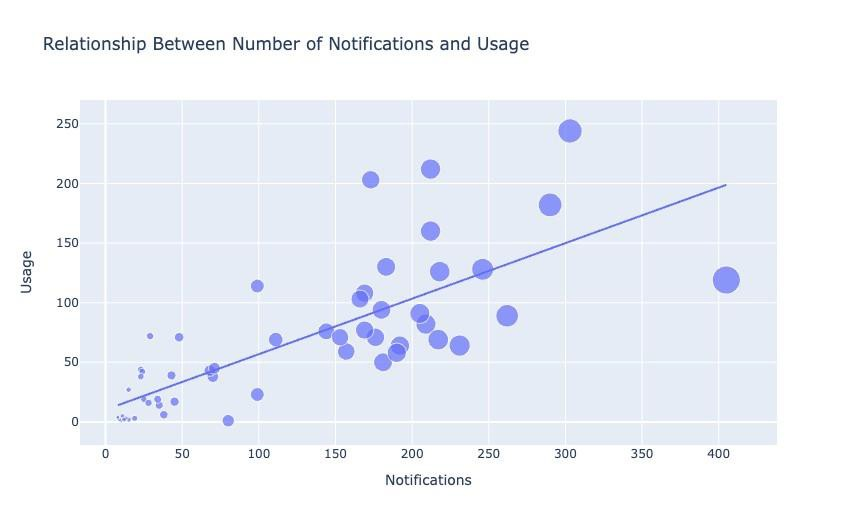 Relationship Between Number of Notifications and Usage
250
200
150
100
50
0
Usage
0 50 100 150 200 250 300 350 400
Notifications